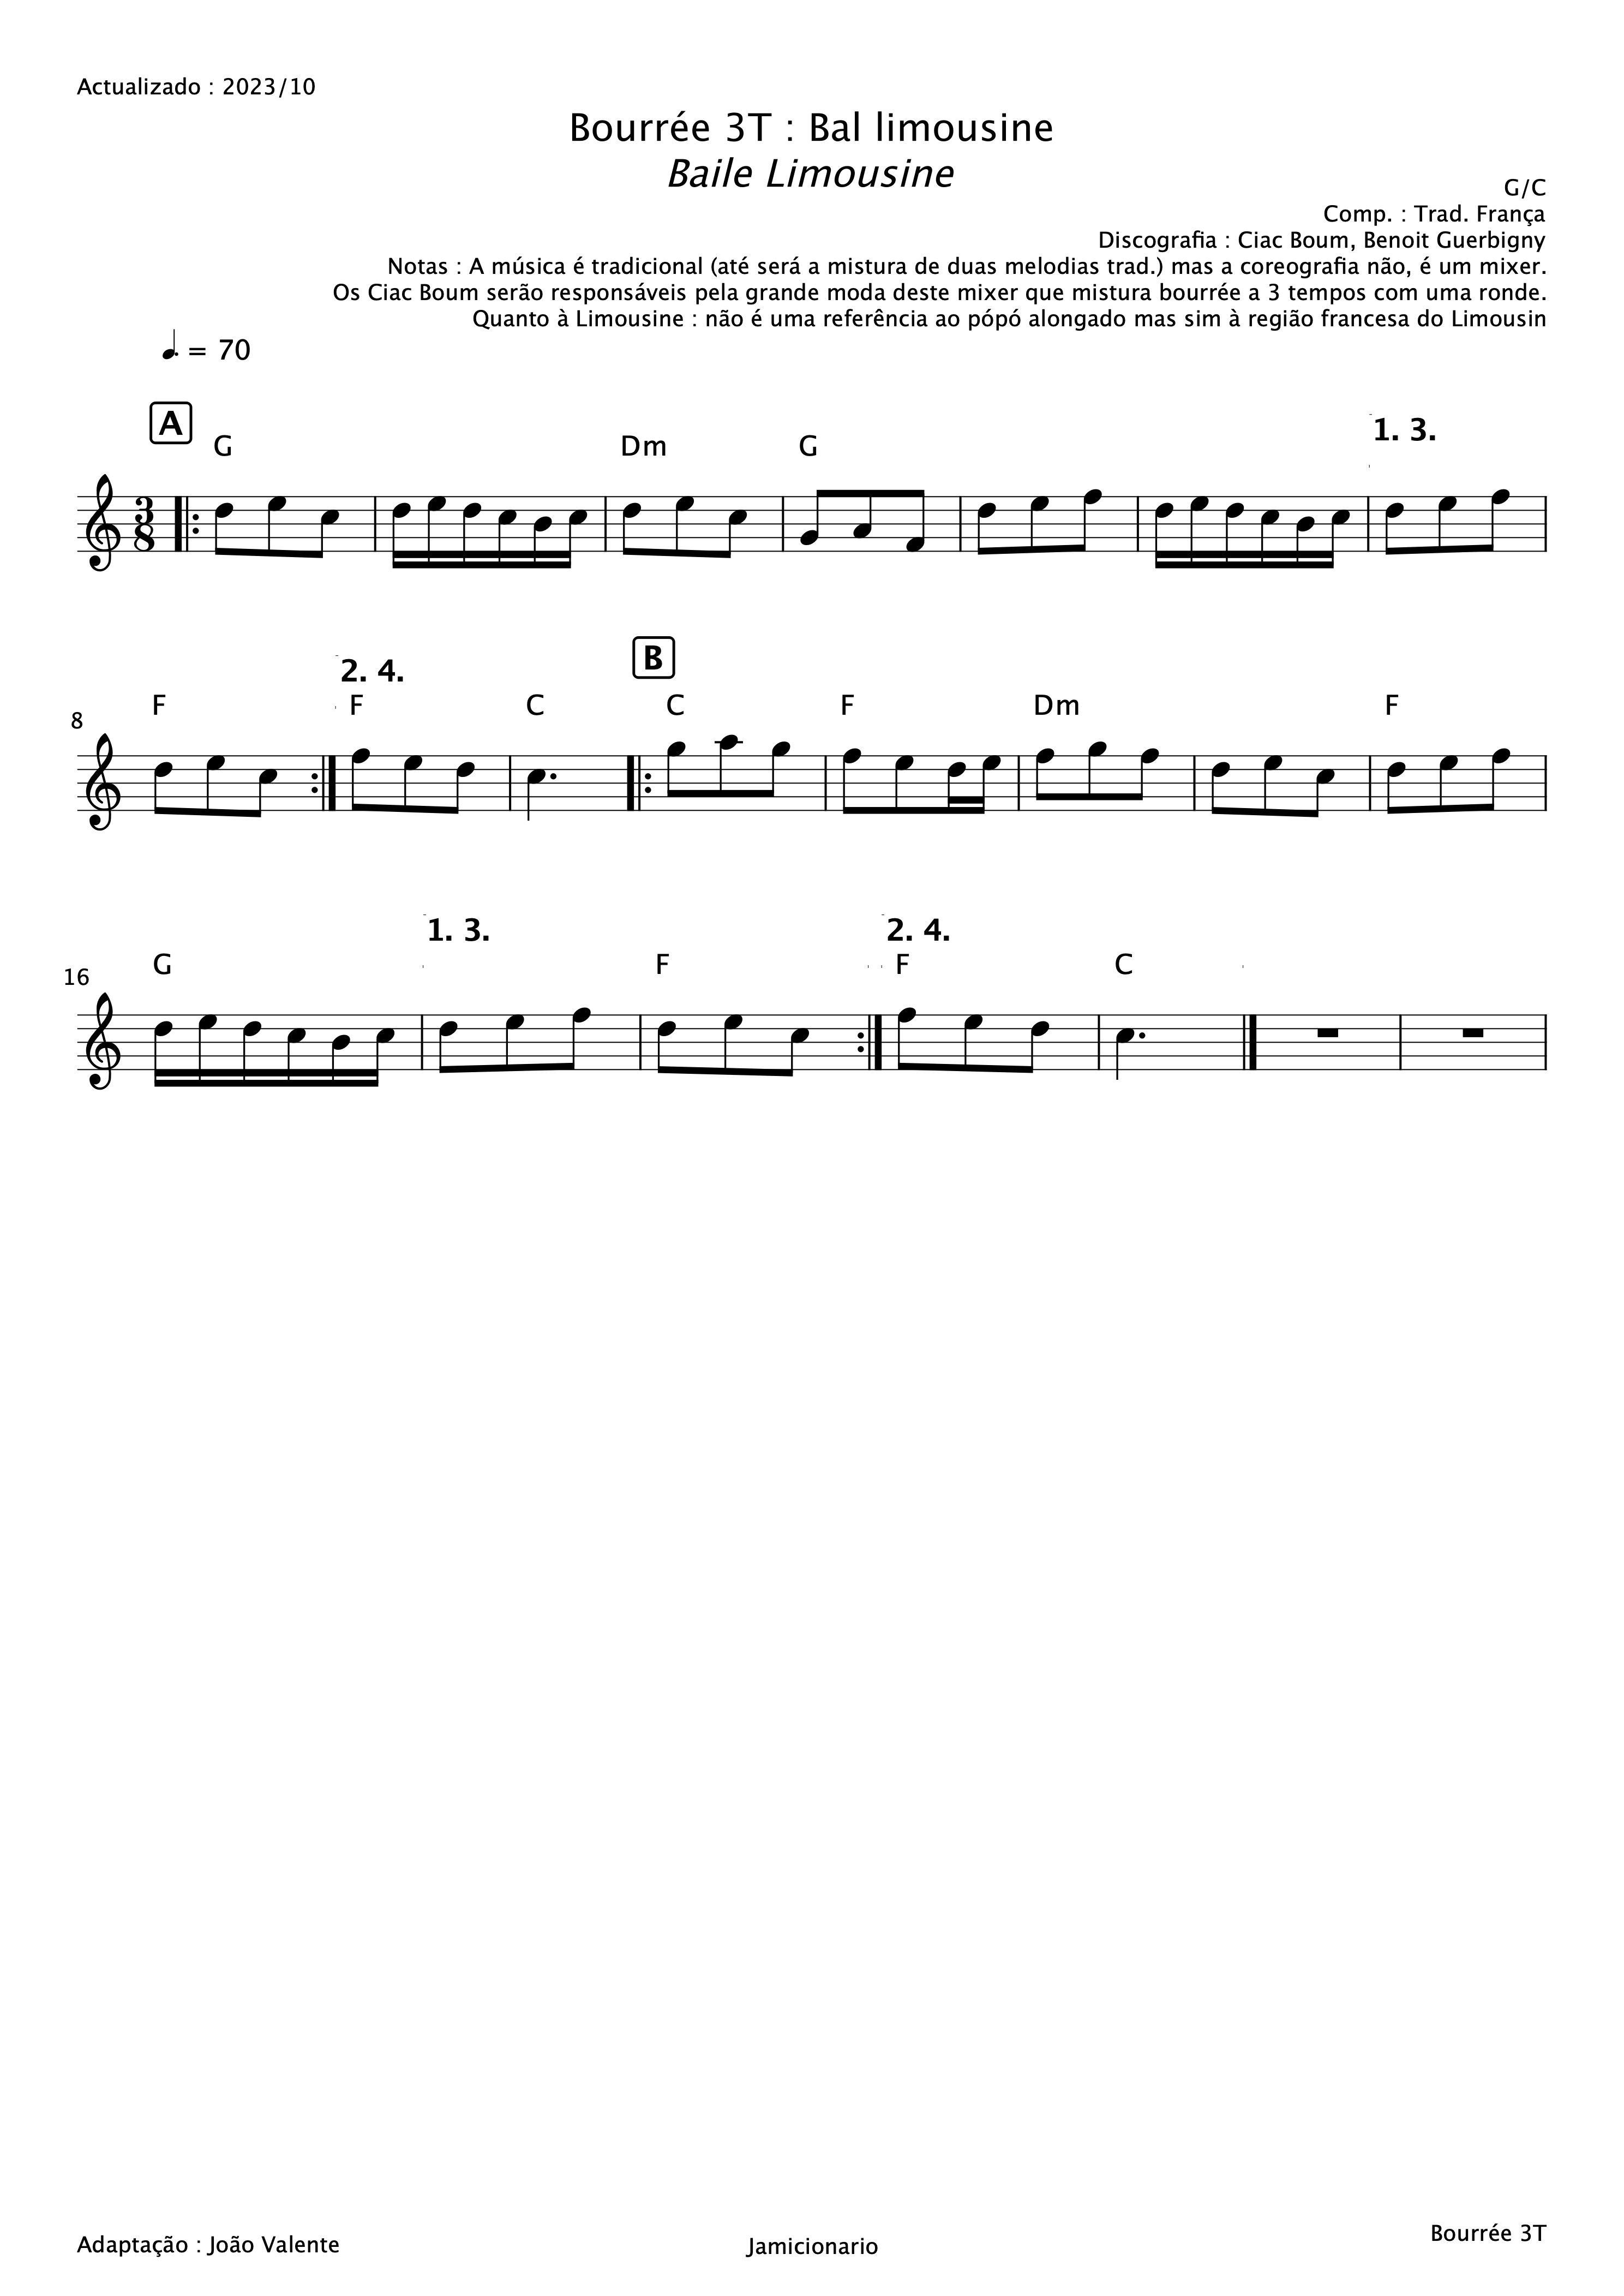 Actualizado : 2023/10
Bourrée 3T : Bal limousine
Baile Limousine
G/C
Comp. : Trad. França
Discografia : Ciac Boum, Benoit Guerbigny
Notas : A música é tradicional (até será a mistura de duas melodias trad.) mas a coreografia não, é um mixer.
Os Ciac Boum serão responsáveis pela grande moda deste mixer que mistura bourrée a 3 tempos com uma ronde.
Quanto à Limousine : não é uma referência ao pópó alongado mas sim à região francesa do Limousin
= 70
A
1. 3.
G Dm G
3
8
B
2. 4.
8 F F C C F Dm F
1. 3. 2. 4.
16 G F F C
Adaptação : João Valente
Jamicionario
Bourrée 3T